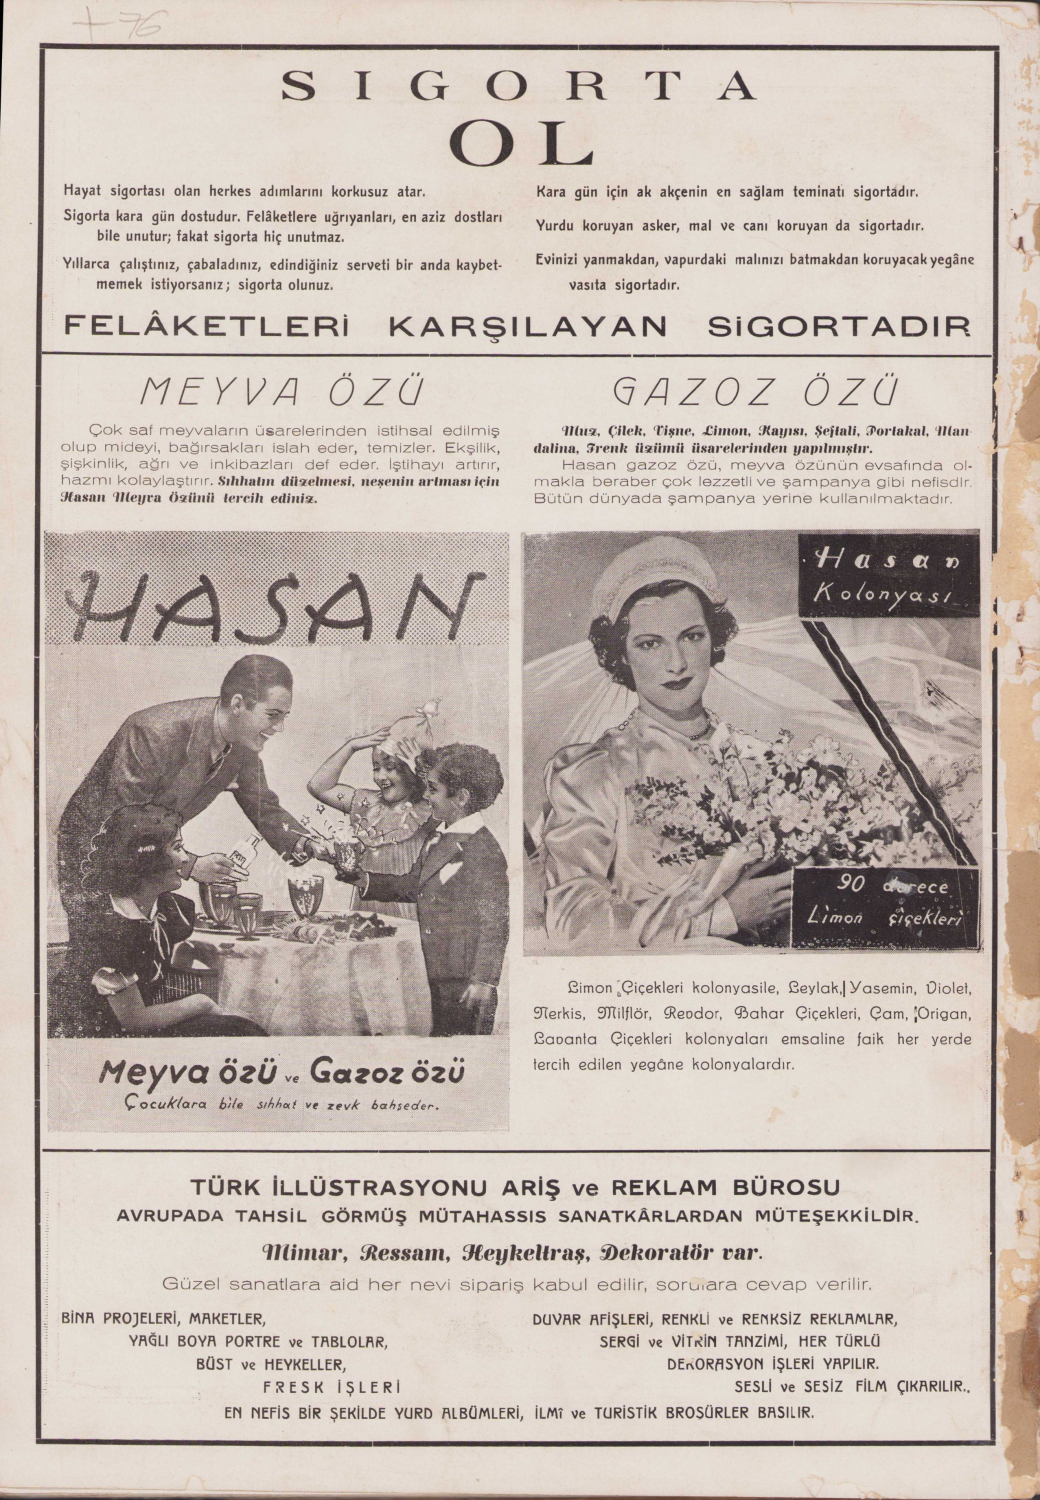 +76
SIGORTA
OL
Hayat sigortası olan herkes adımlarını korkusuz atar.
Sigorta kara gün dostudur. Felâketlere uğrıyanları, en aziz dostları
bile unutur; fakat sigorta hiç unutmaz.
Yıllarca çalıştınız, çabaladınız, edindiğiniz serveti bir anda kaybet-
memek istiyorsanız; sigorta olunuz.
Kara gün için ak akçenin en sağlam teminatı sigortadır.
Yurdu koruyan asker, mal ve canı koruyan da sigortadır.
Evinizi yanmakdan, vapurdaki malınızı batmakdan koruyacak yegâne
vasıta sigortadır.
FELÂKETLERİ KARŞILAYAN SİGORTADIR
MEYVA ÖZÜ
Çok saf meyvaların üsarelerinden istihsal edilmiş
olup mideyi, bağırsakları islah eder, temizler. Ekşilik,
şişkinlik, ağrı ve inkıbazları def eder. İştihayı artırır,
hazmı kolaylaştırır. Sıhhatın düzelmesi, neşenin artması için
Hasan Meyva Özünü tercih ediniz.
GAZOZ ÖZÜ
Muz, Çilek, Vişne, Limon, Kayısı, Şeftali, Portakal, Man
dalina, Frenk üzümü üsarelerinden yapılmıştır.
Hasan gazoz özü, meyva özünün evsafında ol-
makla beraber çok lezzetli ve şampanya gibi nefisdir.
Bütün dünyada şampanya yerine kullanılmaktadır.
HASAN
Meyva özü ve Gazoz özü
Çocuklara bile sıhhat ve zevk bahşeder.
Hasan
Kolonyası
90 derece
Limon çiçekleri
Limon Çiçekleri kolonyasile, Leylak, Yasemin, Violet,
Nerkis, Milflör, Revdor, Bahar Çiçekleri, Çam, Origan,
Lavanta Çiçekleri kolonyaları emsaline faik her yerde
tercih edilen yegâne kolonyalardır.
TÜRK İLLÜSTRASYONU ARİŞ ve REKLAM BÜROSU
AVRUPADA TAHSİL GÖRMÜŞ MÜTAHASSIS SANATKÂRLARDAN MÜTEŞEKKİLDİR.
Mimar, Ressam, Heykeltraş, Dekoratör var.
Güzel sanatlara aid her nevi sipariş kabul edilir, sorulara cevap verilir.
BİNA PROJELERİ, MAKETLER,
YAĞLI BOYA PORTRE ve TABLOLAR,
BÜST ve HEYKELLER,
FRESK İŞLERİ
DUVAR AFİŞLERİ, RENKLİ ve RENKSİZ REKLAMLAR,
SERGİ ve VİTRİN TANZİMİ, HER TÜRLÜ
DEKORASYON İŞLERİ YAPILIR.
SESLİ ve SESİZ FİLM ÇIKARILIR..
EN NEFİS BİR ŞEKİLDE YURD ALBÜMLERİ, İLMÎ ve TURİSTİK BROŞÜRLER BASILIR.